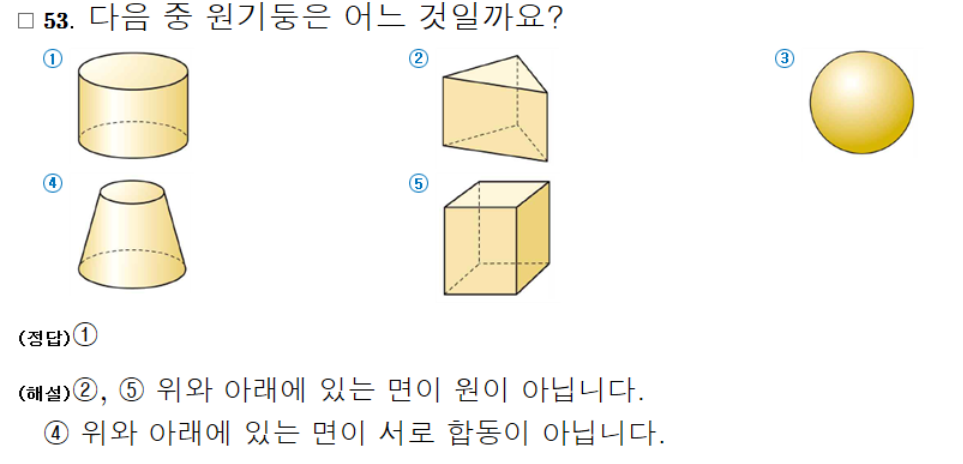 □ 53. 다음 중 원기둥은 어느 것일까요?
① ② ③
④ ⑤
(정답)①
(해설)②, ⑤ 위와 아래에 있는 면이 원이 아닙니다.
④ 위와 아래에 있는 면이 서로 합동이 아닙니다.